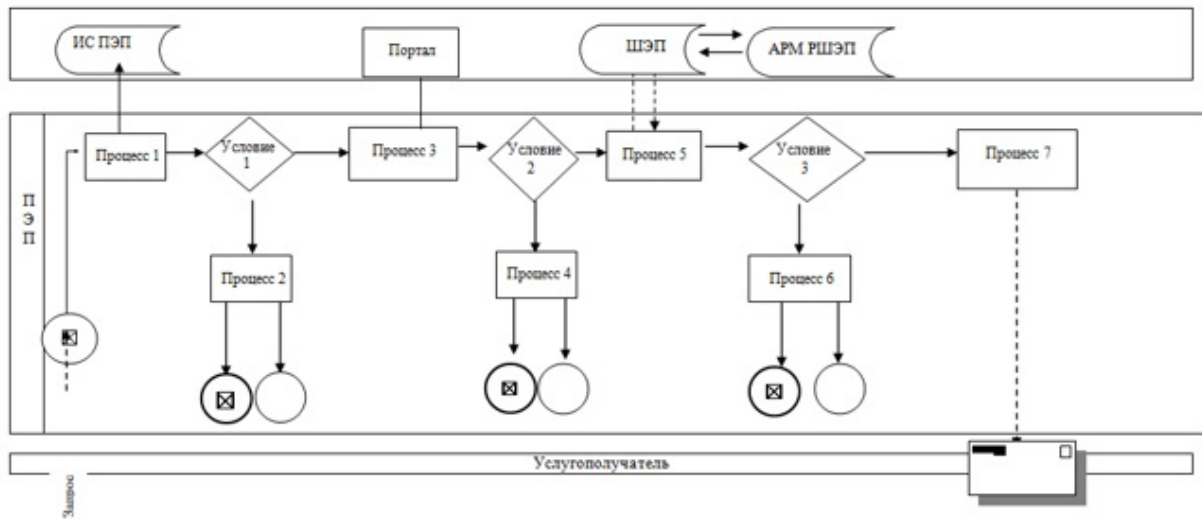 ИС ПЭП
Портал
ШЭП
АРМ РШЭП
ПЭП
Процесс 1
Условие
1
Процесс 3
Условие
2
Процесс 5
Условие
3
Процесс 7
Процесс 2
Процесс 4
Процесс 6
Услугополучатель
Запрос